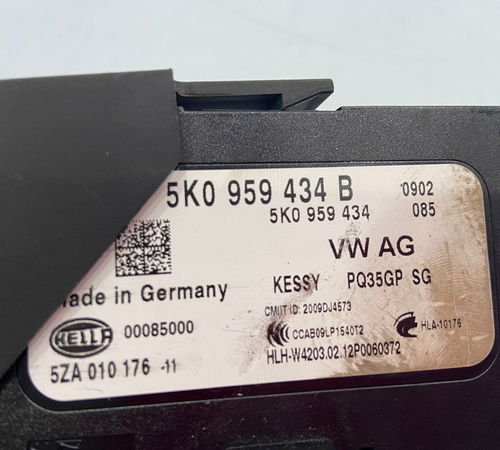 5K0 959 434 B 0902
5K0 959 434 085
VW AG
ade in Germany KESSY PQ35GP SG
CMIIT ID: 2009DJ4573
HELLA 00085000 CCAB09LP1540T2 HLA-10176
5ZA 010 176 -11 HLH-W4203.02.12P0060372